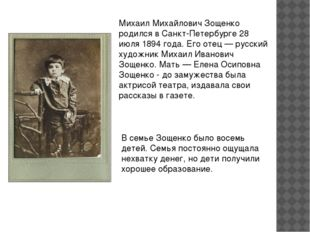 Михаил Михайлович Зощенко
родился в Санкт-Петербурге 28
июля 1894 года. Его отец — русский
художник Михаил Иванович
Зощенко. Мать — Елена Осиповна
Зощенко - до замужества была
актрисой театра, издавала свои
рассказы в газете.
В семье Зощенко было восемь
детей. Семья постоянно ощущала
нехватку денег, но дети получили
хорошее образование.